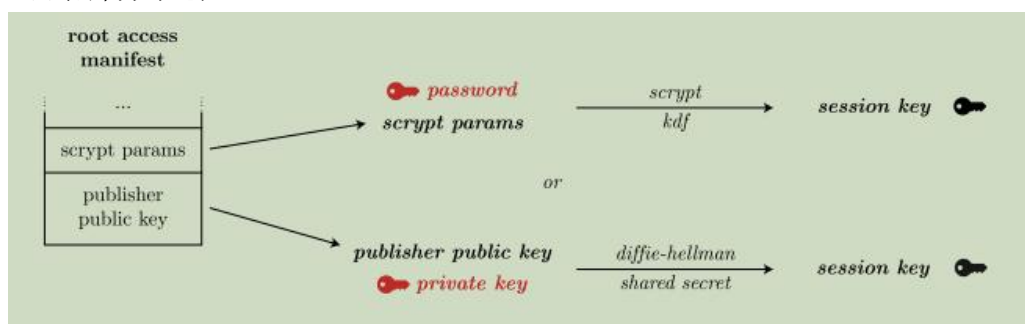 root access
manifest
...
scrypt params
publisher
public key
password
scrypt params
scrypt
kdf
session key
or
publisher public key
private key
diffie-hellman
shared secret
session key